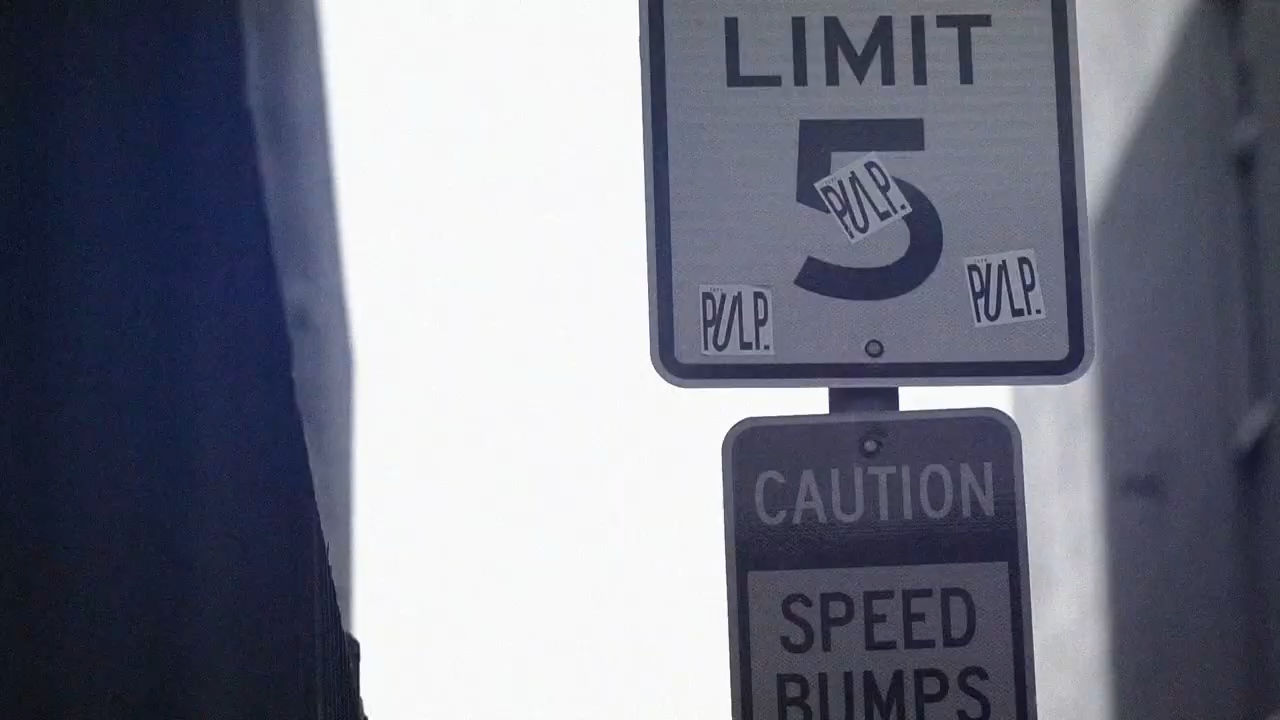 LIMIT
5
PULP.
PULP.
PULP.
CAUTION
SPEED
BUMPS